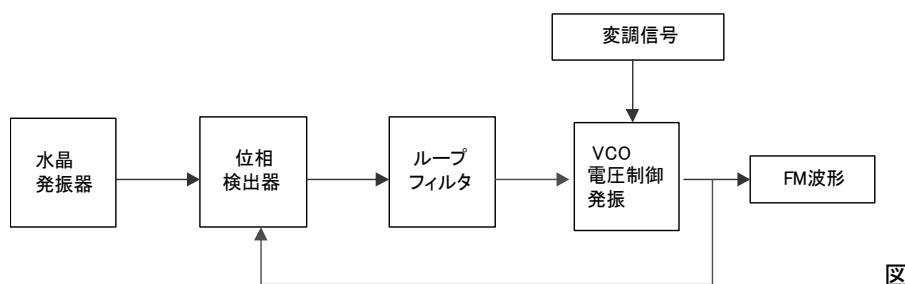 変調信号
水晶
発振器
位相
検出器
ループ
フィルタ
VCO
電圧制御
発振
FM波形
図